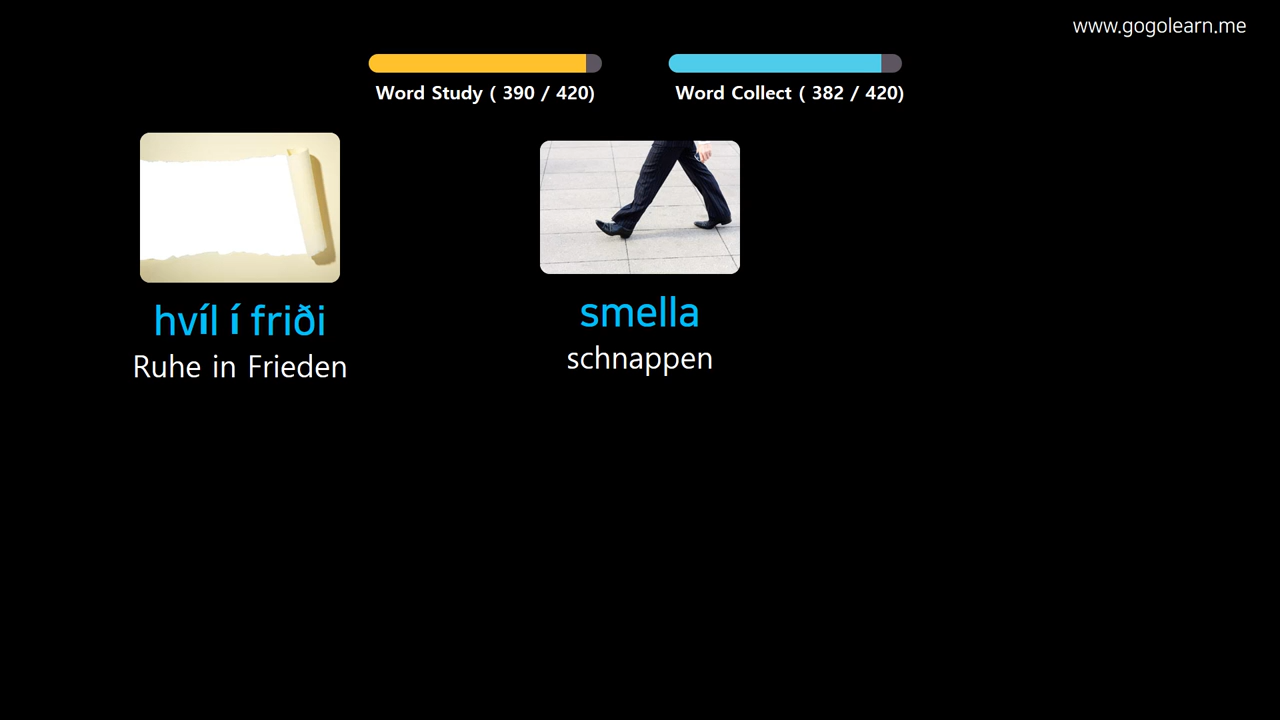 www.gogolearn.me
Word Study ( 390 / 420)
Word Collect ( 382 / 420)
hvíl í friði
Ruhe in Frieden
smella
schnappen